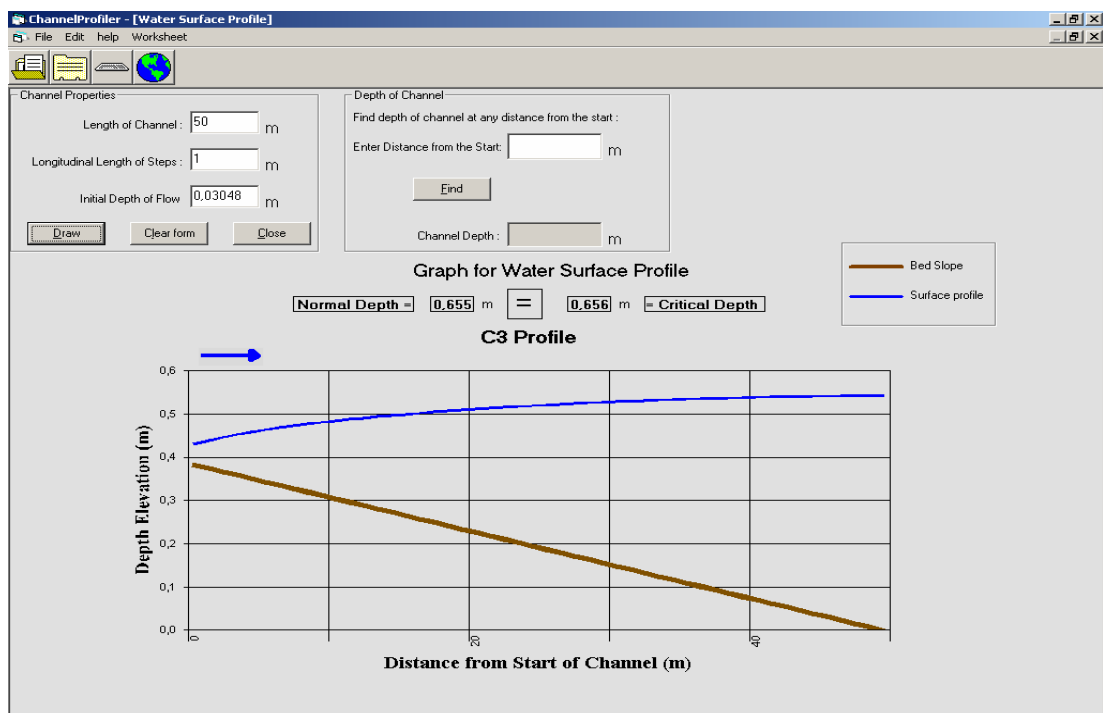 ChannelProfiler - [Water Surface Profile]
File Edit help Worksheet
Channel Properties
Length of Channel : 50 m
Longitudinal Length of Steps : 1 m
Initial Depth of Flow 0,03048 m
Draw Clear form Close
Depth of Channel
Find depth of channel at any distance from the start :
Enter Distance from the Start: m
Find
Channel Depth : m
Bed Slope
Surface profile
Graph for Water Surface Profile
Normal Depth = 0,655 m = 0,656 m = Critical Depth
C3 Profile
0,6
0,5
0,4
0,3
0,2
0,1
0,0
Depth Elevation (m)
0 20 40
Distance from Start of Channel (m)